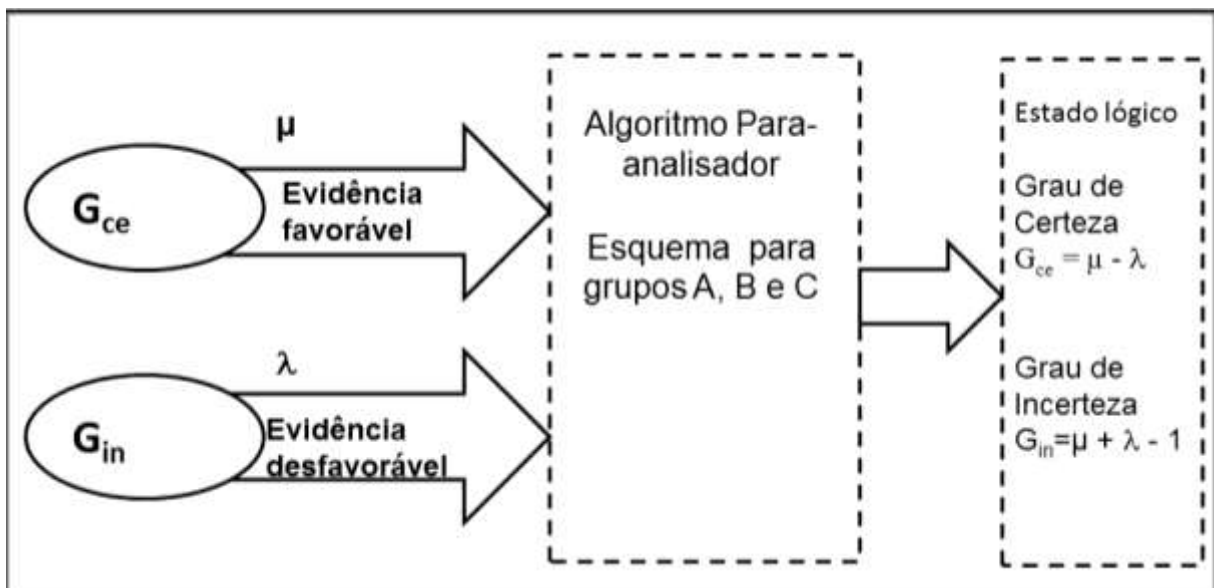 μ
G_ce
Evidência
favorável
λ
G_in
Evidência
desfavorável
Algoritmo Para-
analisador
Esquema para
grupos A, B e C
Estado lógico
Grau de
Certeza
G_ce = μ - λ
Grau de
Incerteza
G_in=μ + λ - 1